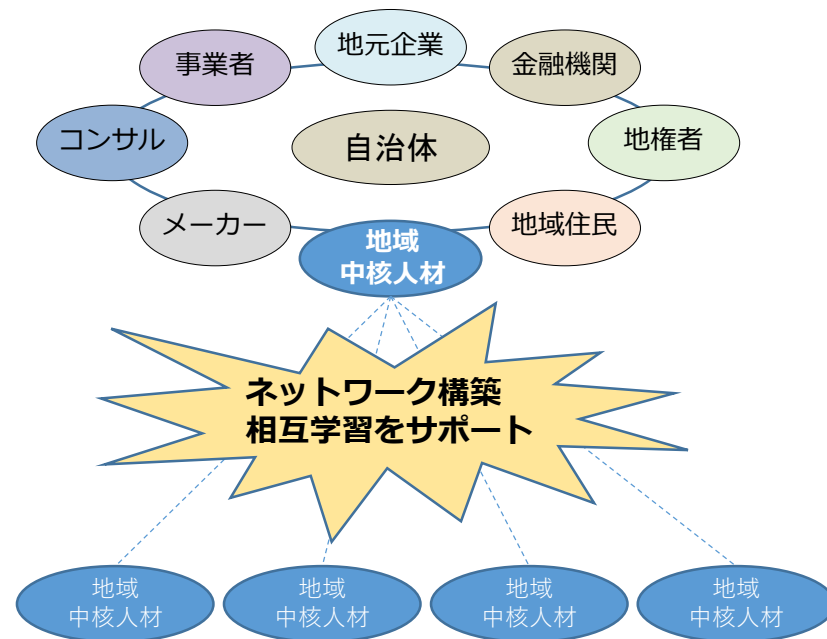 地元企業
事業者
金融機関
コンサル
自治体
地権者
メーカー
地域住民
地域
中核人材
ネットワーク構築
相互学習をサポート
地域
中核人材
地域
中核人材
地域
中核人材
地域
中核人材